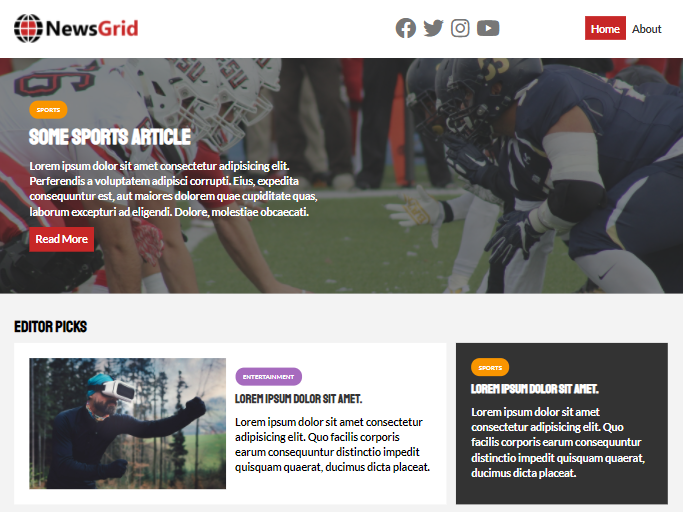 NewsGrid
Home About
SPORTS
SOME SPORTS ARTICLE
Lorem ipsum dolor sit amet consectetur adipisicing elit.
Perferendis a voluptatem adipisci corrupti. Eius, expedita
consequuntur est, aut maiores dolorem quae cupiditate quas,
laborum excepturi ad eligendi. Dolore, molestiae obcaecati.
Read More
EDITOR PICKS
ENTERTAINMENT
LOREM IPSUM DOLOR SIT AMET.
Lorem ipsum dolor sit amet consectetur
adipisicing elit. Quo facilis corporis
earum consequuntur distinctio impedit
quisquam quaerat, ducimus dicta placeat.
SPORTS
LOREM IPSUM DOLOR SIT AMET.
Lorem ipsum dolor sit amet
consectetur adipisicing elit. Quo
facilis corporis earum consequuntur
distinctio impedit quisquam quaerat,
ducimus dicta placeat.